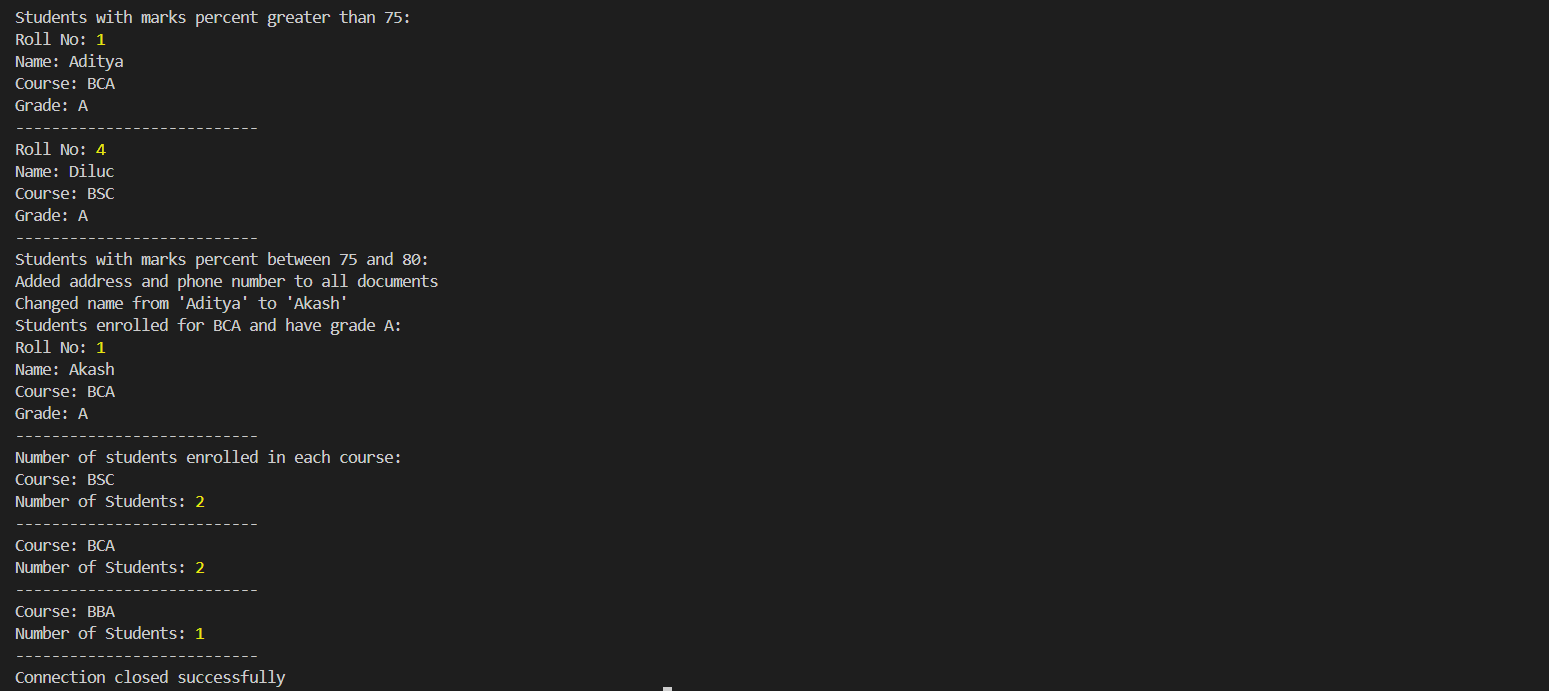 Students with marks percent greater than 75:
Roll No: 1
Name: Aditya
Course: BCA
Grade: A
---------------------------
Roll No: 4
Name: Diluc
Course: BSC
Grade: A
---------------------------
Students with marks percent between 75 and 80:
Added address and phone number to all documents
Changed name from 'Aditya' to 'Akash'
Students enrolled for BCA and have grade A:
Roll No: 1
Name: Akash
Course: BCA
Grade: A
---------------------------
Number of students enrolled in each course:
Course: BSC
Number of Students: 2
---------------------------
Course: BCA
Number of Students: 2
---------------------------
Course: BBA
Number of Students: 1
---------------------------
Connection closed successfully